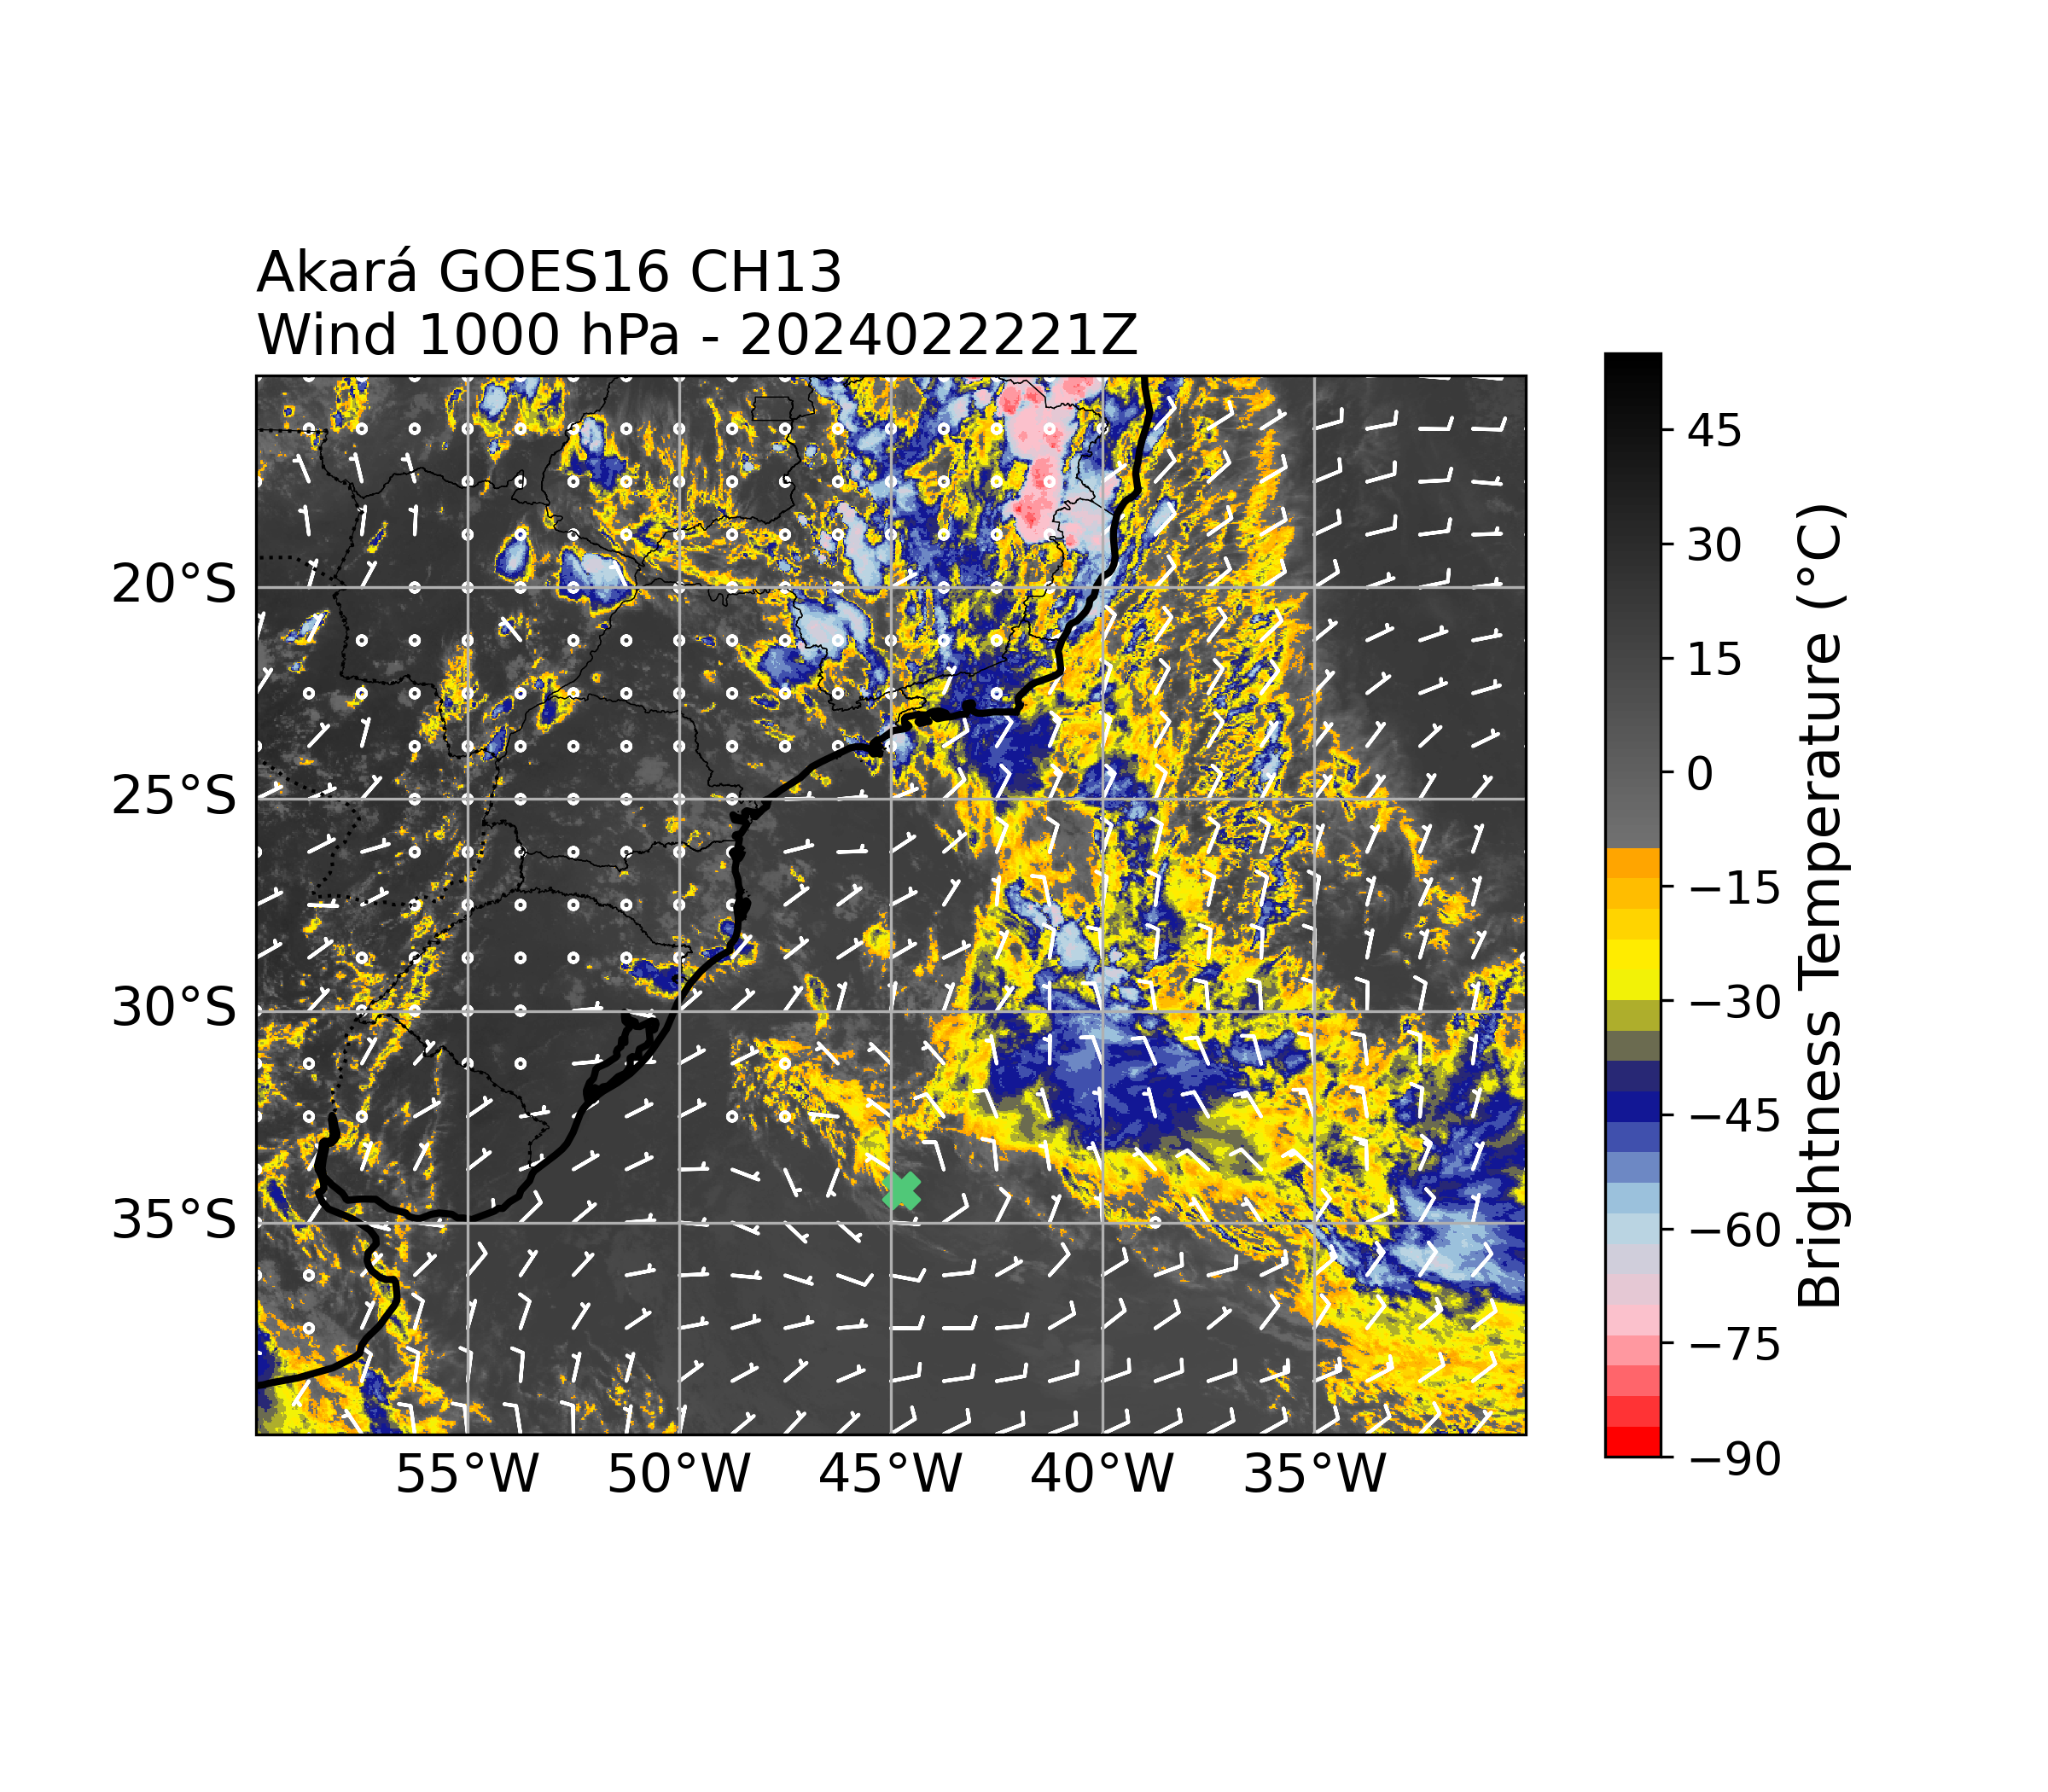 Akará GOES16 CH13
Wind 1000 hPa - 2024022221Z
20°S
25°S
30°S
35°S
55°W
50°W
45°W
40°W
35°W
45
30
15
0
−15
−30
−45
−60
−75
−90
Brightness Temperature (°C)